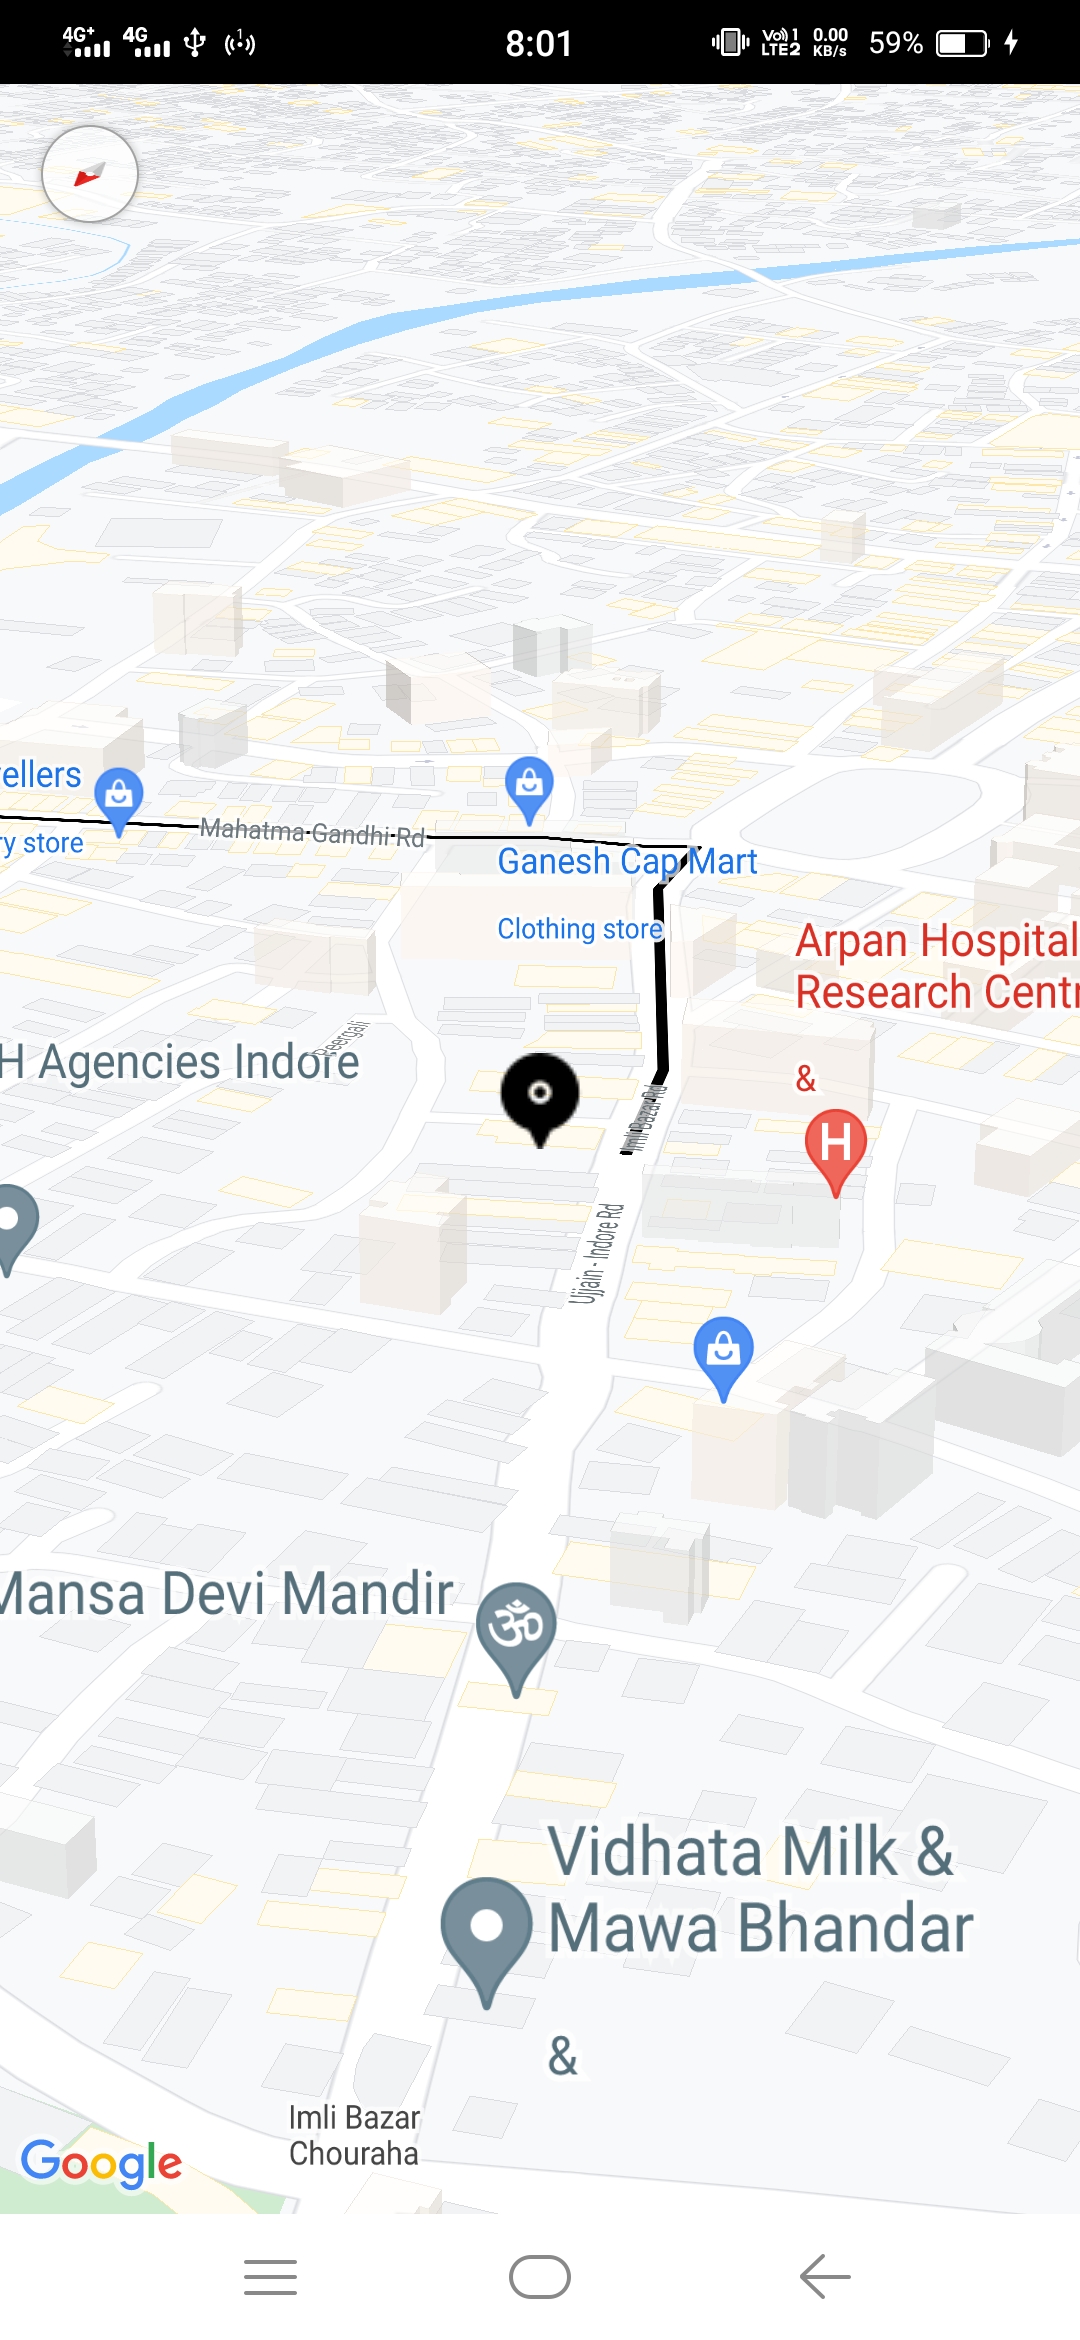 4G+ 4G 8:01 Vo) 1 LTE2 0.00 KB/s 59%
ellers
Mahatma Gandhi Rd
ry store
Ganesh Cap Mart
Clothing store
Arpan Hospital
Research Centr
&
H Agencies Indore
Beergali
H
Imli Bazar Rd
Ujjain - Indore Rd
Mansa Devi Mandir
ॐ
Vidhata Milk &
Mawa Bhandar
&
Imli Bazar
Chouraha
Google